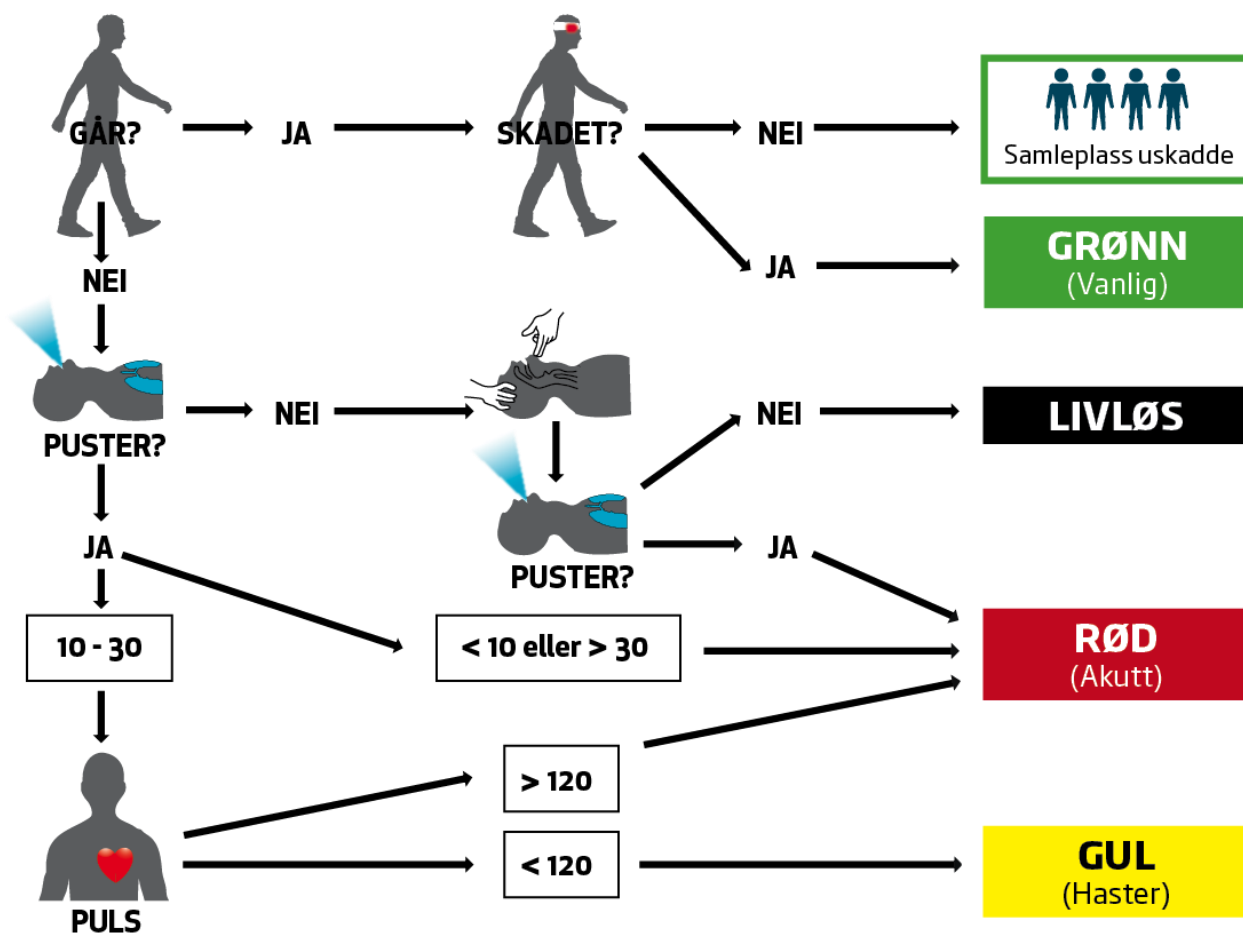 GÅR?
JA
SKADET?
NEI
Samleplass uskadde
JA
GRØNN
(Vanlig)
NEI
PUSTER?
NEI
NEI
LIVLØS
PUSTER?
JA
JA
10 - 30
< 10 eller > 30
RØD
(Akutt)
PULS
> 120
< 120
GUL
(Haster)